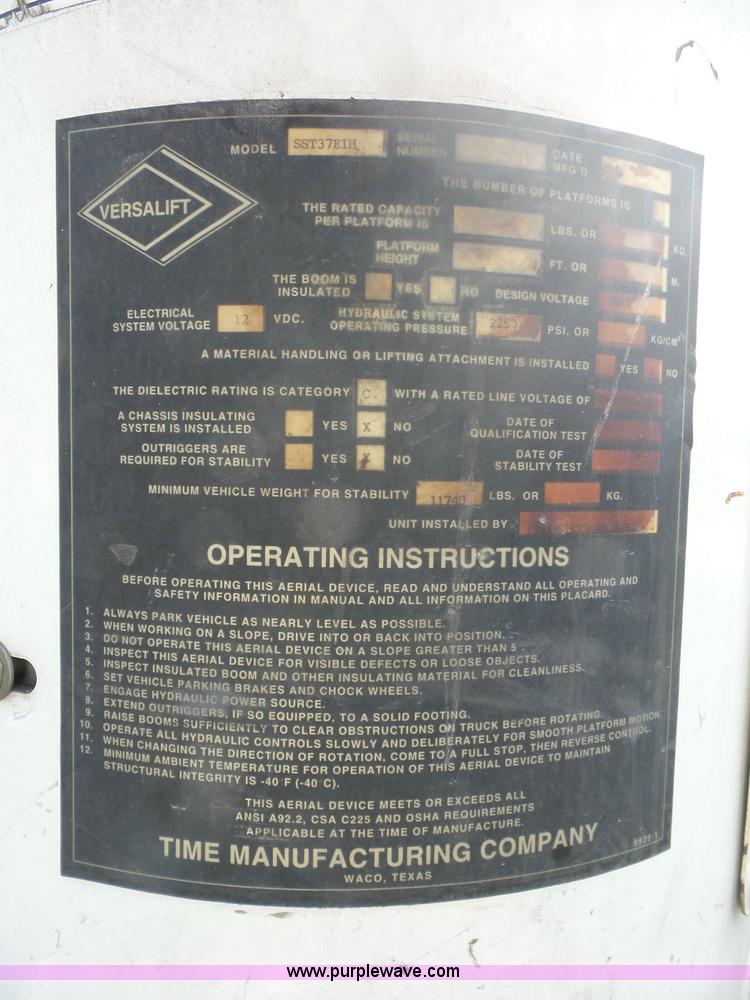 VERSALIFT
MODEL SST37EIH SERIAL NUMBER DATE MFG'D
THE NUMBER OF PLATFORMS IS
THE RATED CAPACITY PER PLATFORM IS LBS. OR KG.
PLATFORM HEIGHT FT. OR M.
THE BOOM IS INSULATED YES NO DESIGN VOLTAGE
ELECTRICAL SYSTEM VOLTAGE 12 VDC. HYDRAULIC SYSTEM OPERATING PRESSURE 2250 PSI. OR KG/CM²
A MATERIAL HANDLING OR LIFTING ATTACHMENT IS INSTALLED YES NO
THE DIELECTRIC RATING IS CATEGORY C WITH A RATED LINE VOLTAGE OF
A CHASSIS INSULATING SYSTEM IS INSTALLED YES X NO DATE OF QUALIFICATION TEST
OUTRIGGERS ARE REQUIRED FOR STABILITY YES X NO DATE OF STABILITY TEST
MINIMUM VEHICLE WEIGHT FOR STABILITY 11740 LBS. OR KG.
UNIT INSTALLED BY
OPERATING INSTRUCTIONS
BEFORE OPERATING THIS AERIAL DEVICE, READ AND UNDERSTAND ALL OPERATING AND
SAFETY INFORMATION IN MANUAL AND ALL INFORMATION ON THIS PLACARD.
1. ALWAYS PARK VEHICLE AS NEARLY LEVEL AS POSSIBLE.
2. WHEN WORKING ON A SLOPE, DRIVE INTO OR BACK INTO POSITION.
3. DO NOT OPERATE THIS AERIAL DEVICE ON A SLOPE GREATER THAN 5°.
4. INSPECT THIS AERIAL DEVICE FOR VISIBLE DEFECTS OR LOOSE OBJECTS.
5. INSPECT INSULATED BOOM AND OTHER INSULATING MATERIAL FOR CLEANLINESS.
6. SET VEHICLE PARKING BRAKES AND CHOCK WHEELS.
7. ENGAGE HYDRAULIC POWER SOURCE.
8. EXTEND OUTRIGGERS, IF SO EQUIPPED, TO A SOLID FOOTING.
9. RAISE BOOMS SUFFICIENTLY TO CLEAR OBSTRUCTIONS ON TRUCK BEFORE ROTATING.
10. OPERATE ALL HYDRAULIC CONTROLS SLOWLY AND DELIBERATELY FOR SMOOTH PLATFORM MOTION.
11. WHEN CHANGING THE DIRECTION OF ROTATION, COME TO A FULL STOP, THEN REVERSE CONTROL.
12. MINIMUM AMBIENT TEMPERATURE FOR OPERATION OF THIS AERIAL DEVICE TO MAINTAIN
STRUCTURAL INTEGRITY IS -40°F (-40°C).
THIS AERIAL DEVICE MEETS OR EXCEEDS ALL
ANSI A92.2, CSA C225 AND OSHA REQUIREMENTS
APPLICABLE AT THE TIME OF MANUFACTURE.
TIME MANUFACTURING COMPANY
WACO, TEXAS
8928-1
www.purplewave.com